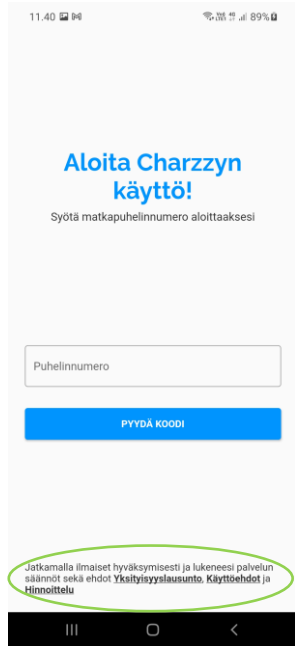 11.40 89%
Aloita Charzzyn
käyttö!
Syötä matkapuhelinnumero aloittaaksesi
Puhelinnumero
PYYDÄ KOODI
Jatkamalla ilmaiset hyväksymisesti ja lukeneesi palvelun
säännöt sekä ehdot Yksityisyyslausunto, Käyttöehdot ja
Hinnoittelu